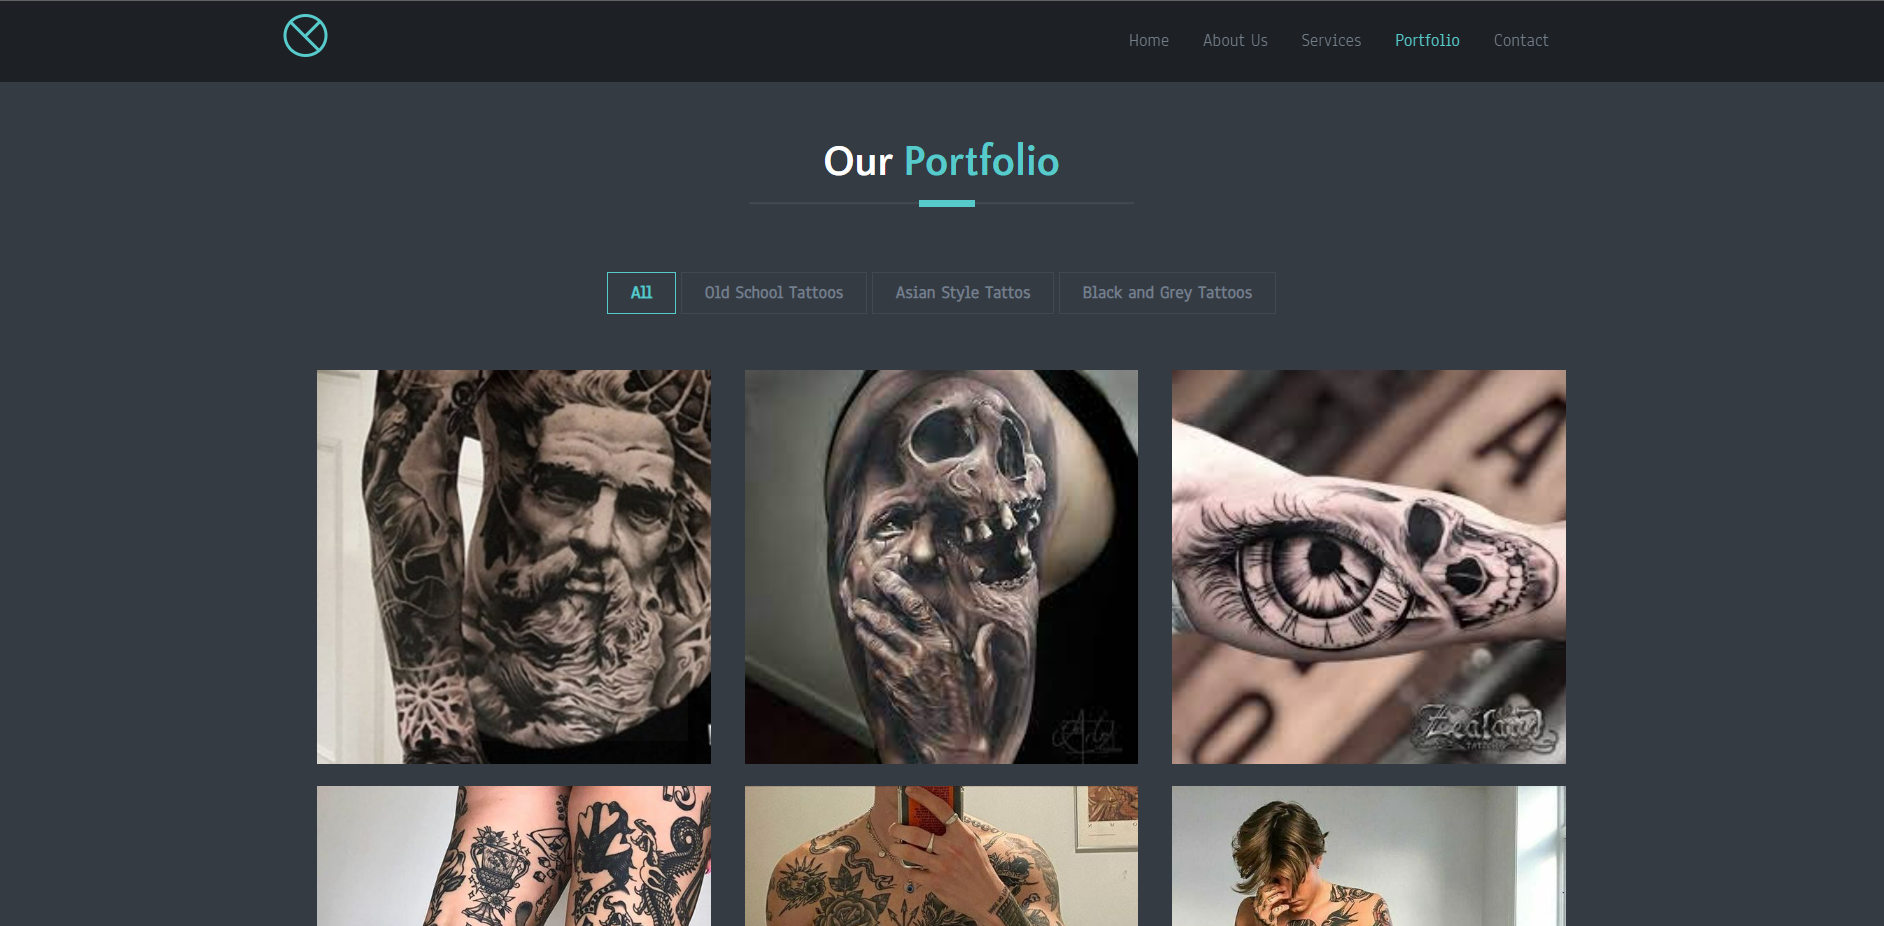 Home About Us Services Portfolio Contact
Our Portfolio
All Old School Tattoos Asian Style Tattos Black and Grey Tattoos
A
Zealand
TATTOO